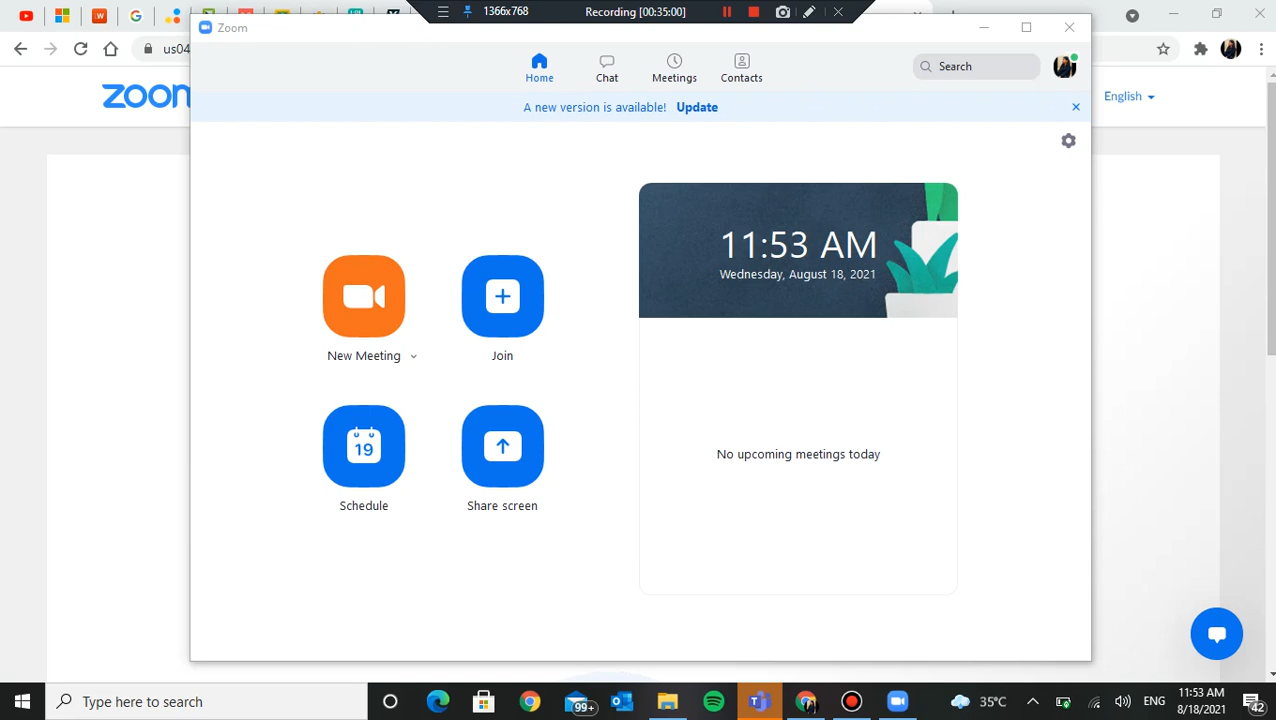 1366x768
Recording [00:35:00]
Zoom
us04
Home
Chat
Meetings
Contacts
Search
zoom
English
A new version is available! Update
11:53 AM
Wednesday, August 18, 2021
New Meeting
Join
19
No upcoming meetings today
Schedule
Share screen
Type here to search
99+
35°C
ENG
11:53 AM
8/18/2021
42